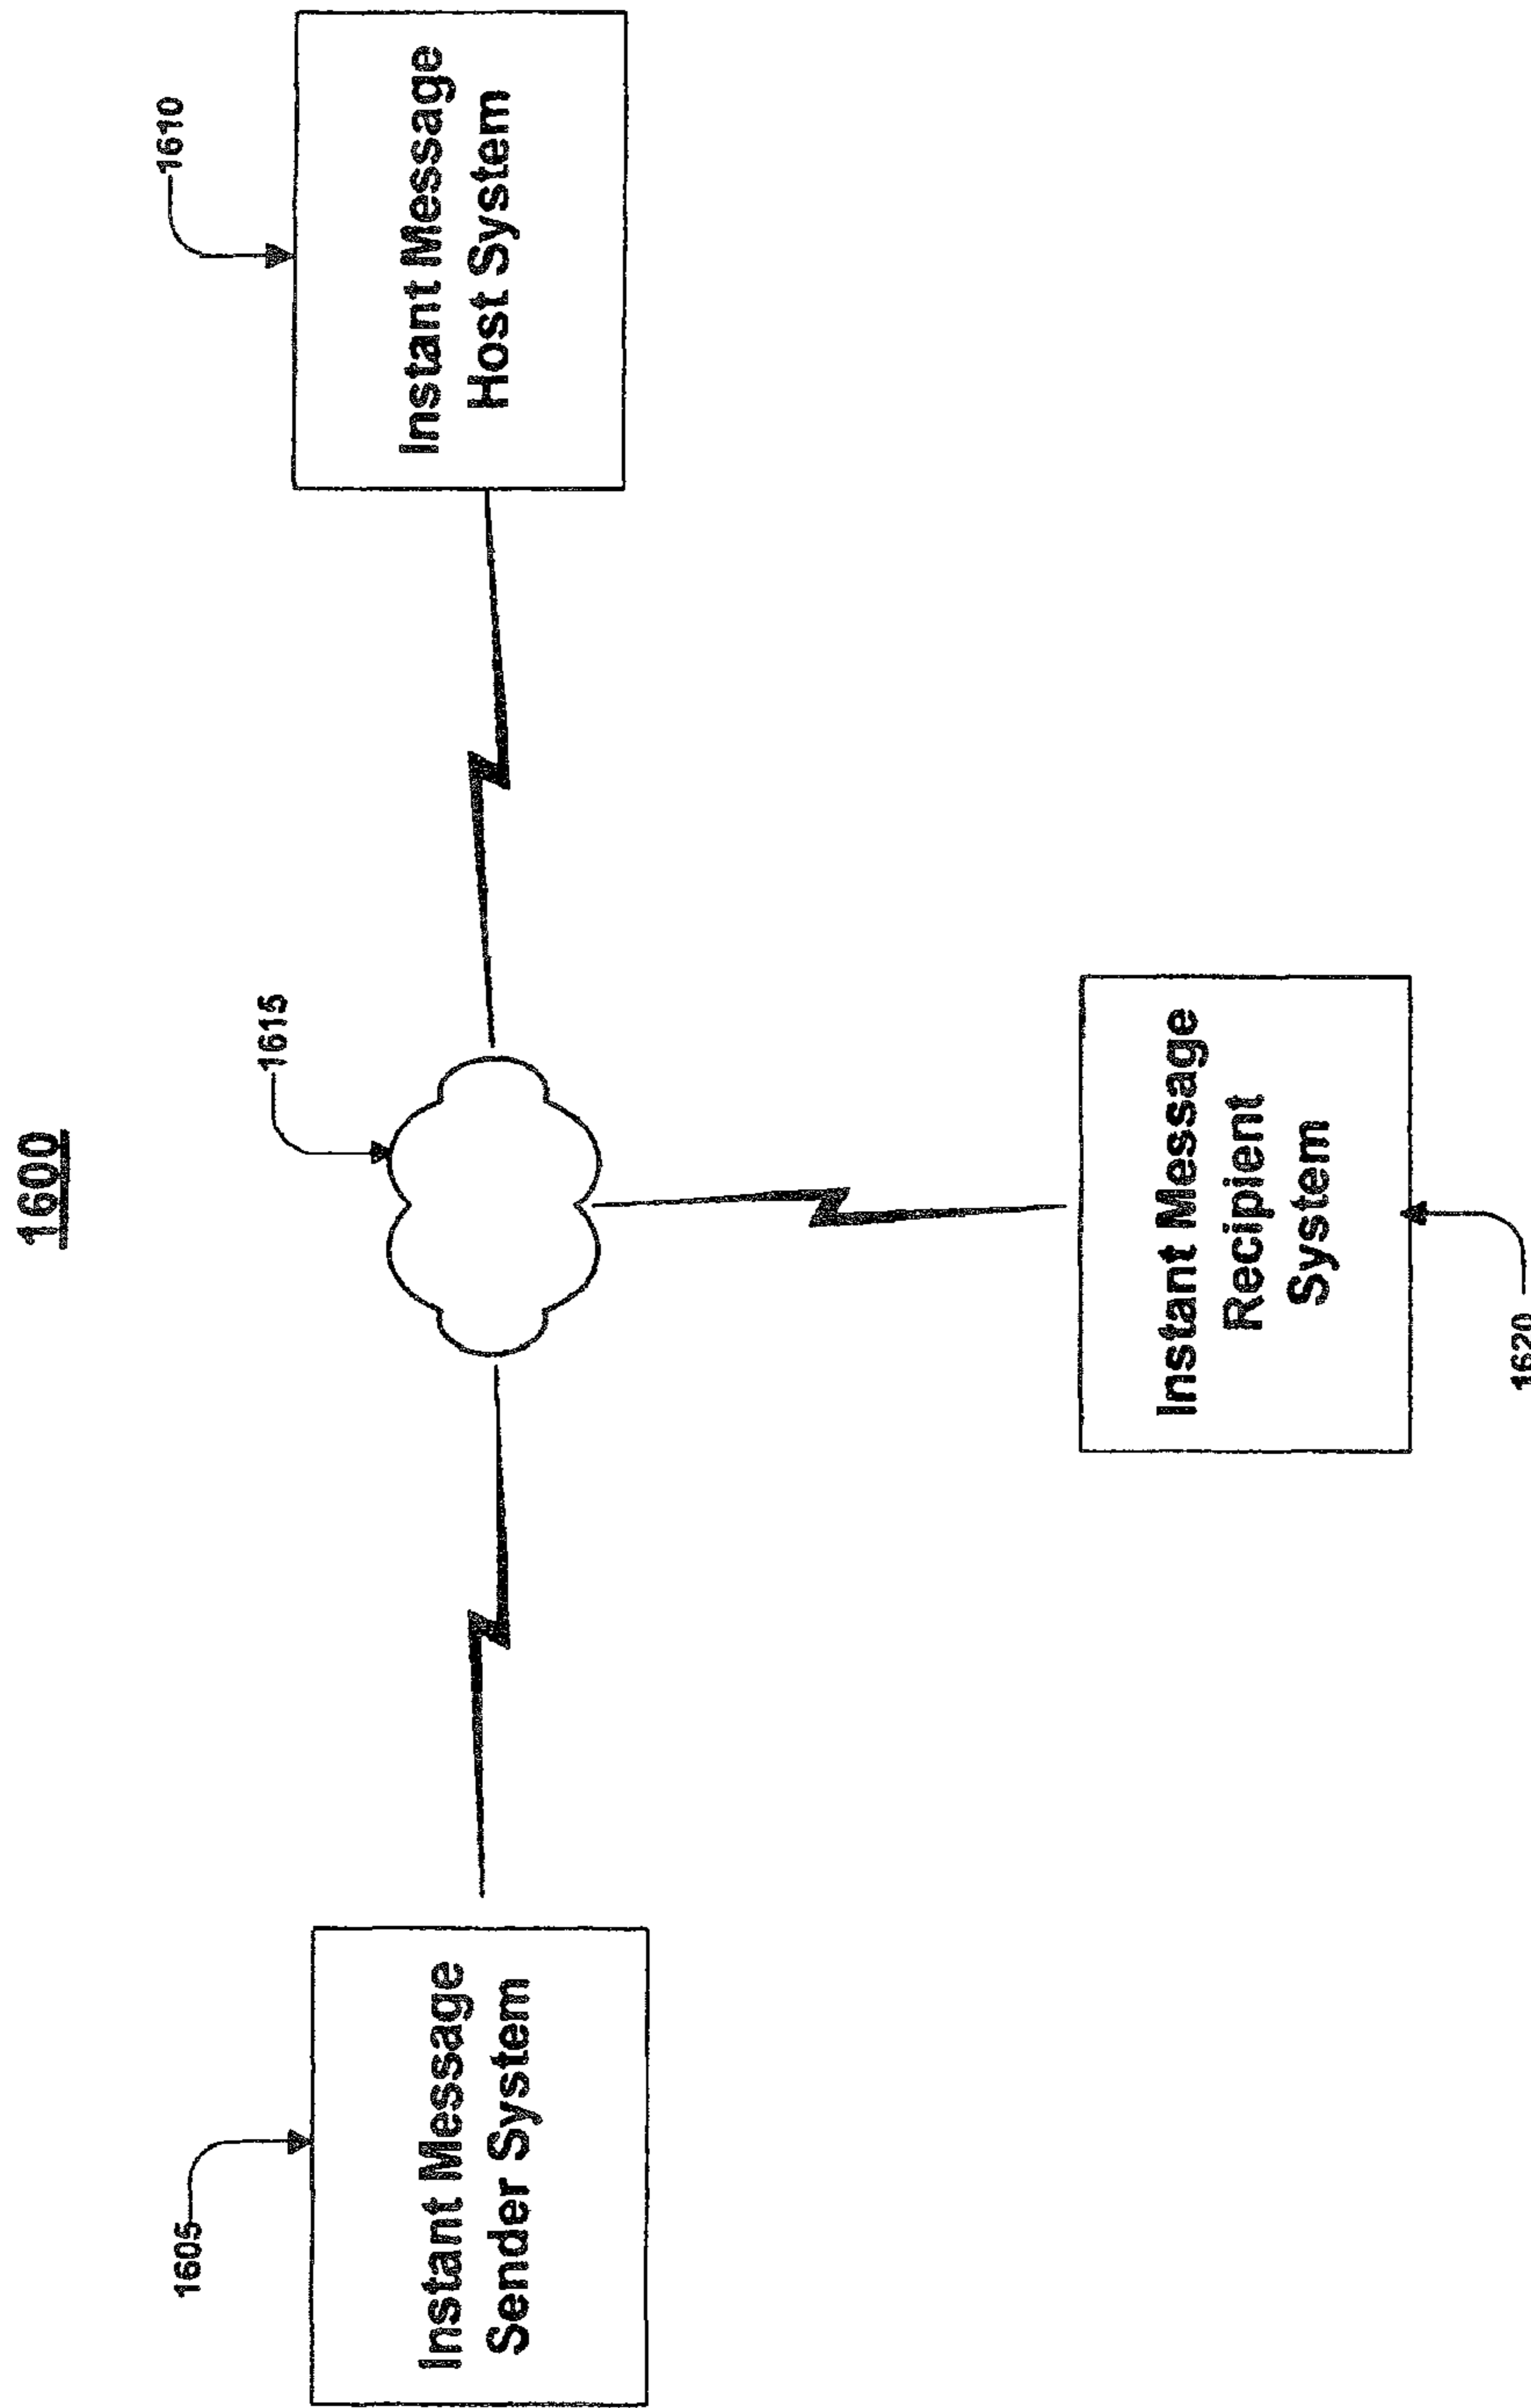 1600
1605
Instant Message
Sender System
1615
1610
Instant Message
Host System
Instant Message
Recipient
System
1620